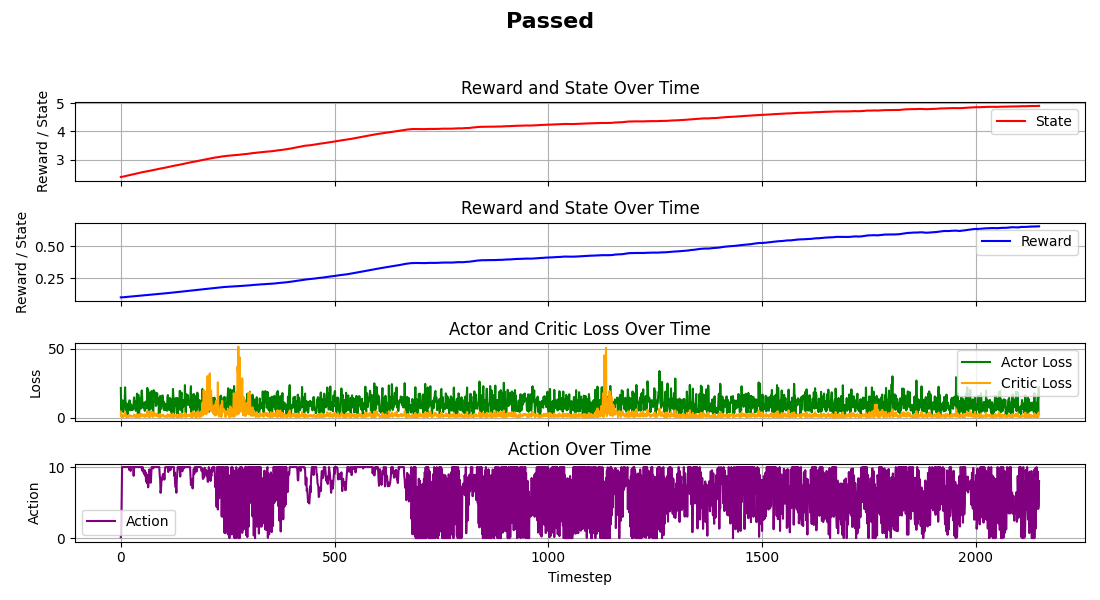 Passed
Reward and State Over Time
Reward / State
5
4
3
State
Reward and State Over Time
Reward / State
0.50
0.25
Reward
Actor and Critic Loss Over Time
Loss
50
0
Actor Loss
Critic Loss
Action Over Time
Action
10
0
Action
0
500
1000
1500
2000
Timestep